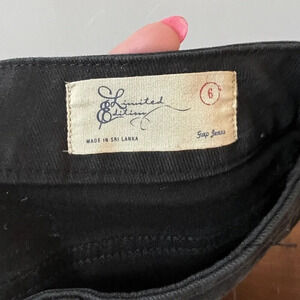 Limited
Edition
6
MADE IN SRI LANKA
Gap Jeans